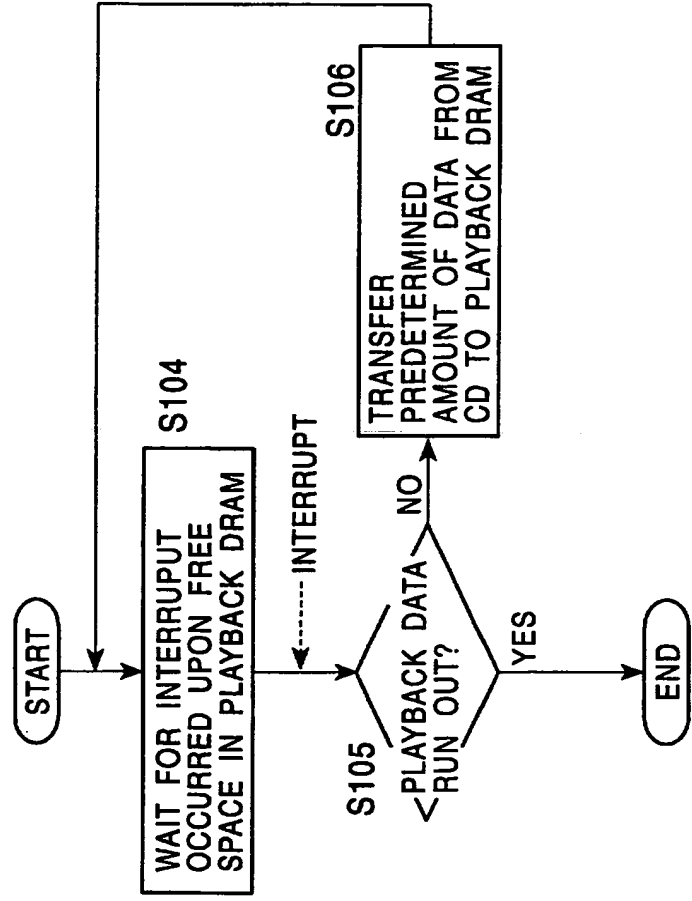 START
WAIT FOR INTERRUPUT
OCCURRED UPON FREE
SPACE IN PLAYBACK DRAM
S104
INTERRUPT
S105
PLAYBACK DATA
RUN OUT?
NO
YES
TRANSFER
PREDETERMINED
AMOUNT OF DATA FROM
CD TO PLAYBACK DRAM
S106
END